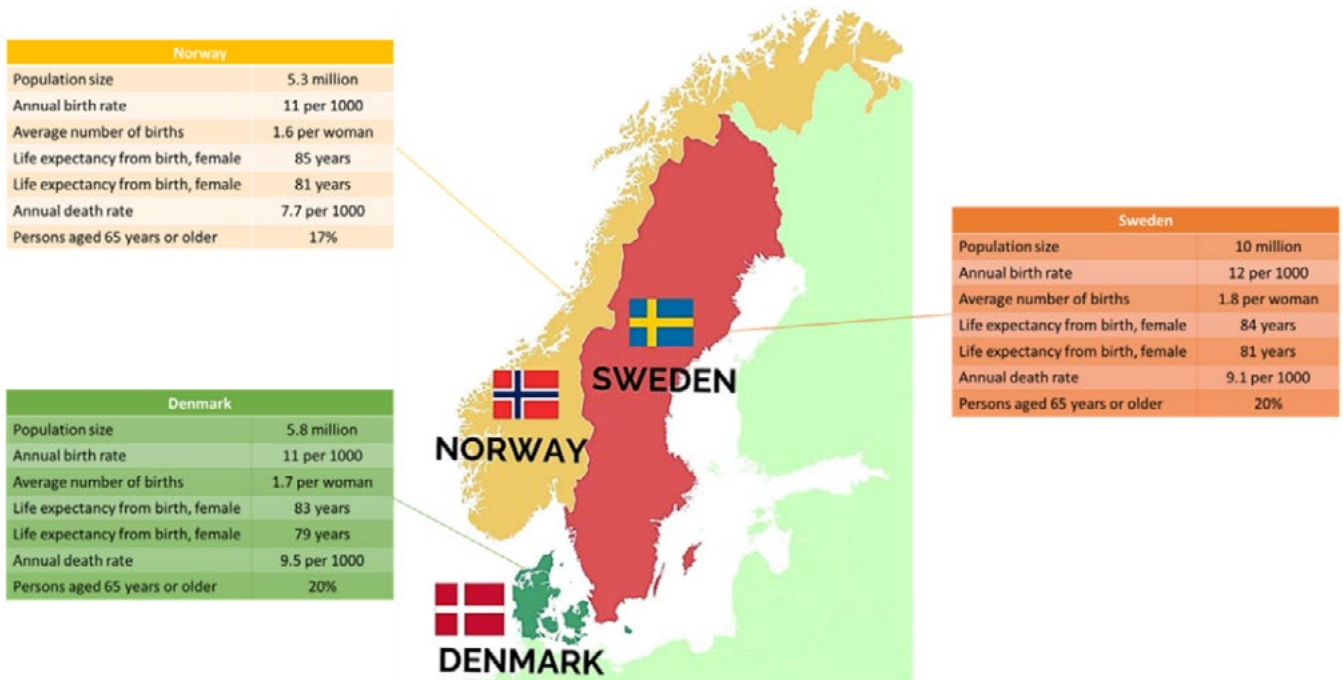 Norway
Population size 5.3 million
Annual birth rate 11 per 1000
Average number of births 1.6 per woman
Life expectancy from birth, female 85 years
Life expectancy from birth, female 81 years
Annual death rate 7.7 per 1000
Persons aged 65 years or older 17%
Sweden
Population size 10 million
Annual birth rate 12 per 1000
Average number of births 1.8 per woman
Life expectancy from birth, female 84 years
Life expectancy from birth, female 81 years
Annual death rate 9.1 per 1000
Persons aged 65 years or older 20%
Denmark
Population size 5.8 million
Annual birth rate 11 per 1000
Average number of births 1.7 per woman
Life expectancy from birth, female 83 years
Life expectancy from birth, female 79 years
Annual death rate 9.5 per 1000
Persons aged 65 years or older 20%
SWEDEN
NORWAY
DENMARK